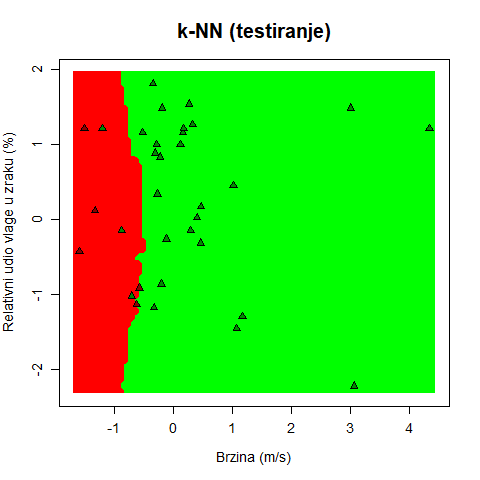 k-NN (testiranje)
Relativni udio vlage u zraku (%)
2
1
0
-1
-2
-1 0 1 2 3 4
Brzina (m/s)